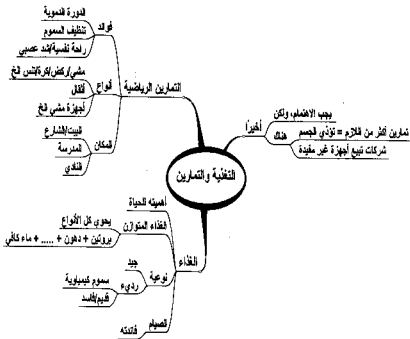 التغذية والتمارين
التمارين الرياضية
فوائد
الدورة الدموية
تنظيف السموم
راحة نفسية/شد عصبي
أنواع
مشي/ركض/كرة/تنس الخ
أثقال
أجهزة مشي الخ
المكان
البيت/الشارع
المدرسة
النادي
أخيرا
يجب الاهتمام، ولكن
هناك
تمارين أكثر من اللازم = تؤذي الجسم
شركات تبيع أجهزة غير مفيدة
الغذاء
أهميته للحياة
الغذاء المتوازن
يحوي كل الأنواع
بروتين + دهون + ..... + ماء كافي
نوعية
جيد
رديء
سموم كيمياوية
قديم/فاسد
الصيام
فائدته